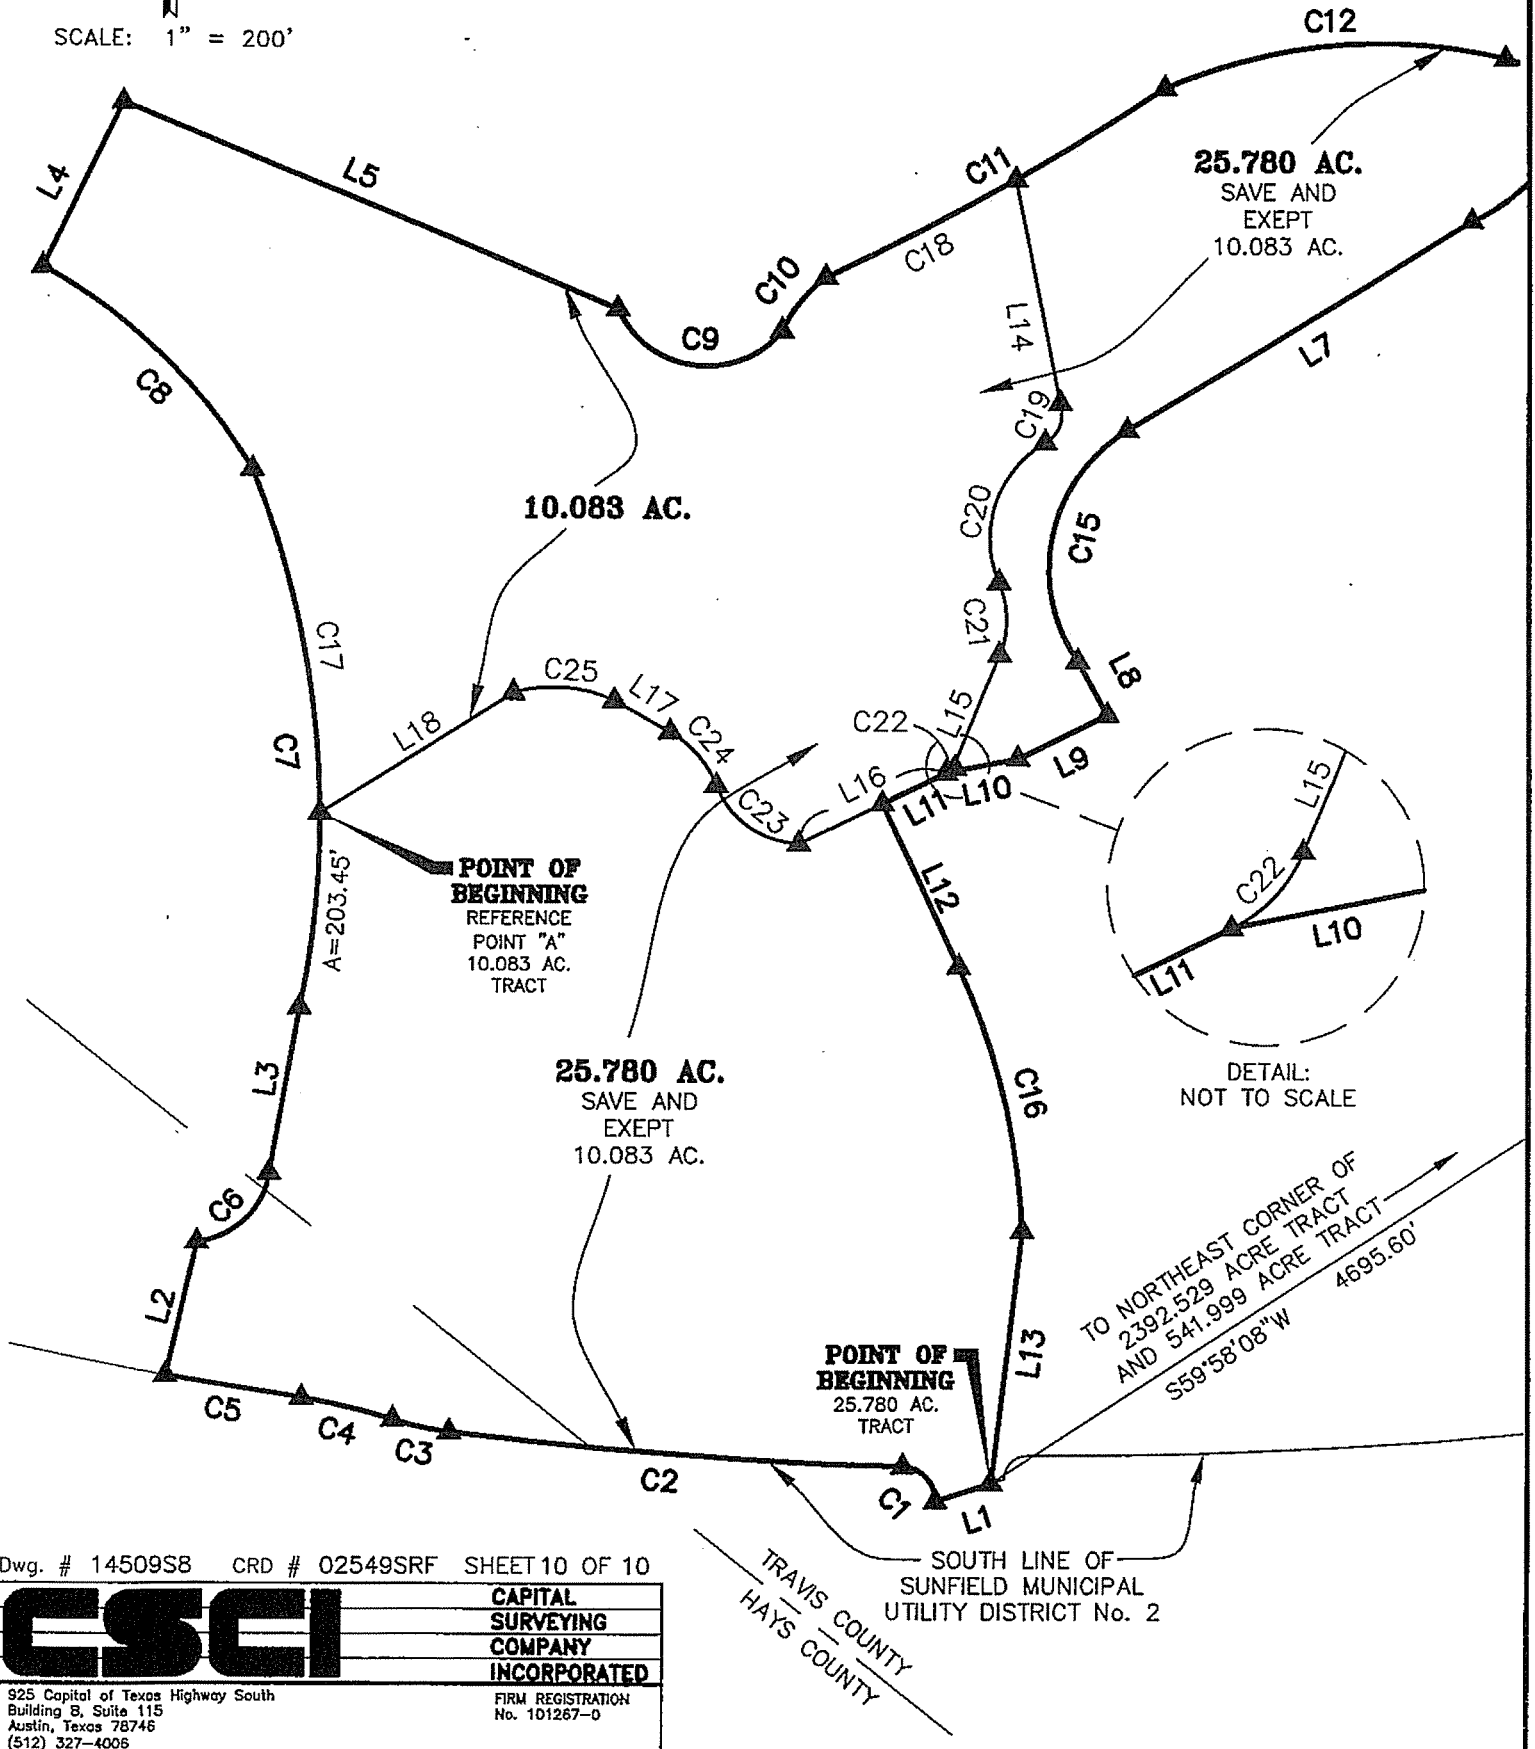 SCALE: 1" = 200'
C12
L4
L5
C11
25.780 AC.
SAVE AND
EXEPT
10.083 AC.
C10
C18
C9
L14
L7
C8
C19
10.083 AC.
C20
C15
C17
C21
L8
C25
L17
L18
C24
C22
L15
C7
L16
L9
C23
L11
L10
L15
POINT OF
BEGINNING
REFERENCE
POINT "A"
10.083 AC.
TRACT
A=203.45'
L12
C22
L10
L11
L3
25.780 AC.
SAVE AND
EXEPT
10.083 AC.
C16
DETAIL:
NOT TO SCALE
C6
TO NORTHEAST CORNER OF
2392.529 ACRE TRACT
AND 541.999 ACRE TRACT
S59°58'08"W 4695.60'
L2
L13
POINT OF
BEGINNING
25.780 AC.
TRACT
C5
C4
C3
C2
C1
L1
SOUTH LINE OF
SUNFIELD MUNICIPAL
UTILITY DISTRICT No. 2
TRAVIS COUNTY
HAYS COUNTY
Dwg. # 14509S8 CRD # 02549SRF SHEET 10 OF 10
CSCI
CAPITAL
SURVEYING
COMPANY
INCORPORATED
925 Capital of Texas Highway South
Building B, Suite 115
Austin, Texas 78746
(512) 327-4006
FIRM REGISTRATION
No. 101267-0